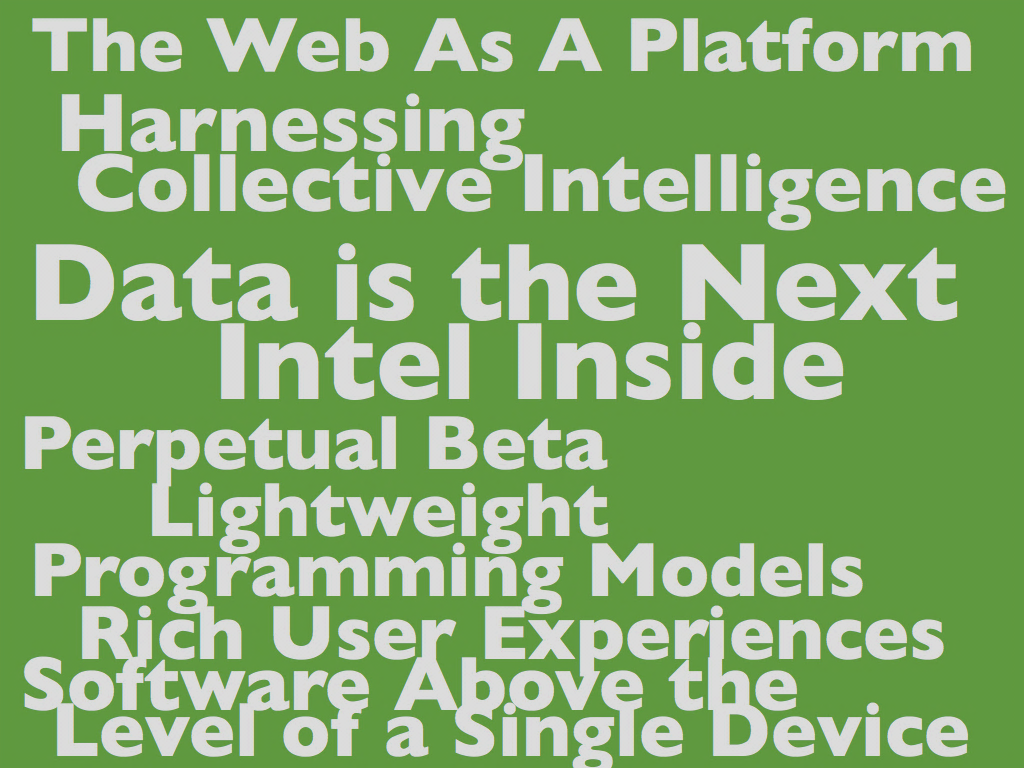 The Web As A Platform
Harnessing
Collective Intelligence
Data is the Next
Intel Inside
Perpetual Beta
Lightweight
Programming Models
Rich User Experiences
Software Above the
Level of a Single Device